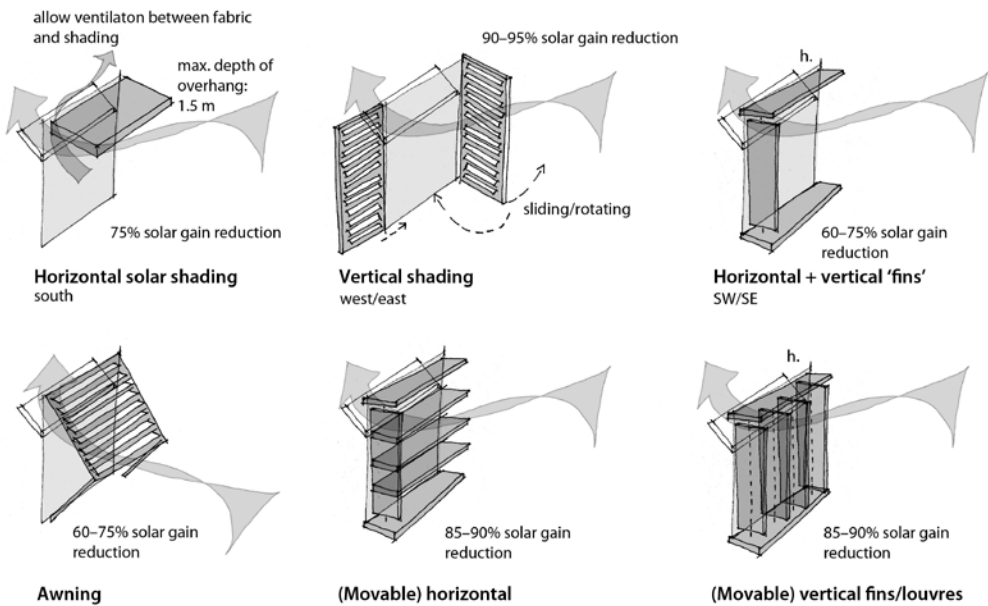 allow ventilaton between fabric
and shading
max. depth of
overhang:
1.5 m
75% solar gain reduction
Horizontal solar shading
south
90–95% solar gain reduction
sliding/rotating
Vertical shading
west/east
h.
60–75% solar gain
reduction
Horizontal + vertical ‘fins’
SW/SE
60–75% solar gain
reduction
Awning
85–90% solar gain
reduction
(Movable) horizontal
h.
85–90% solar gain
reduction
(Movable) vertical fins/louvres